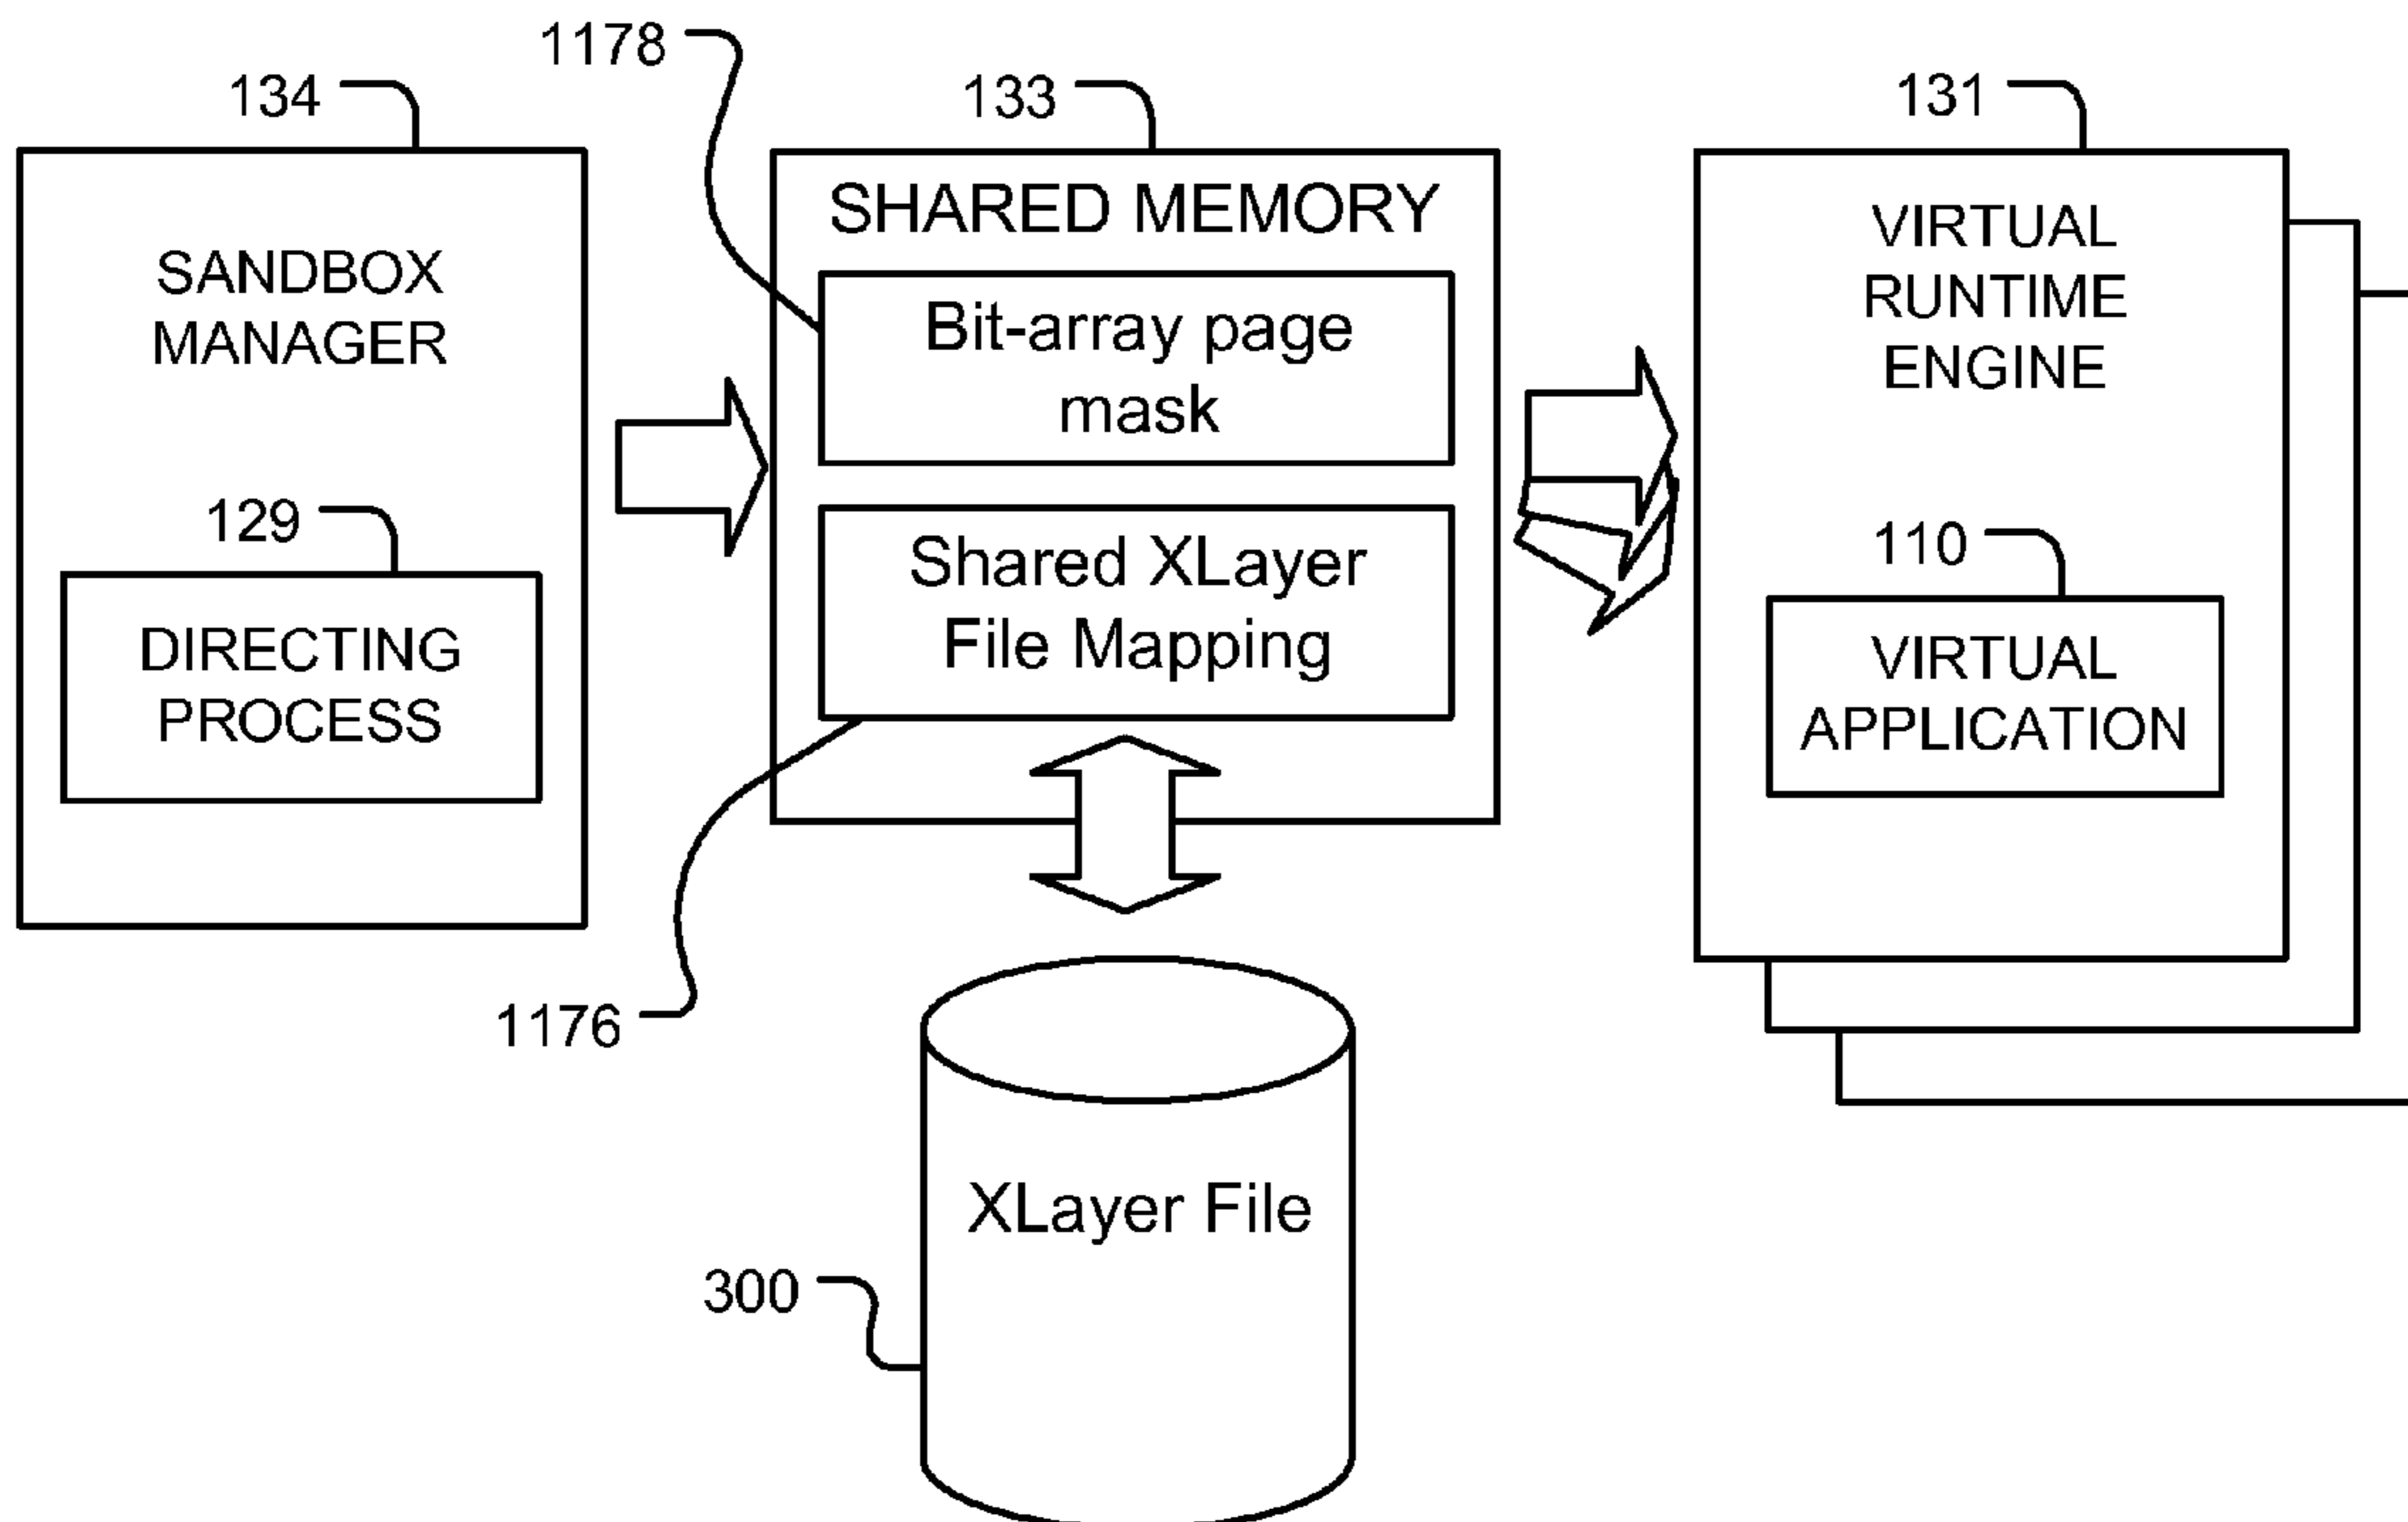 1178
134
133
131
SHARED MEMORY
VIRTUAL
RUNTIME
ENGINE
SANDBOX
MANAGER
Bit-array page
mask
129
110
Shared XLayer
File Mapping
DIRECTING
PROCESS
VIRTUAL
APPLICATION
1176
XLayer File
300